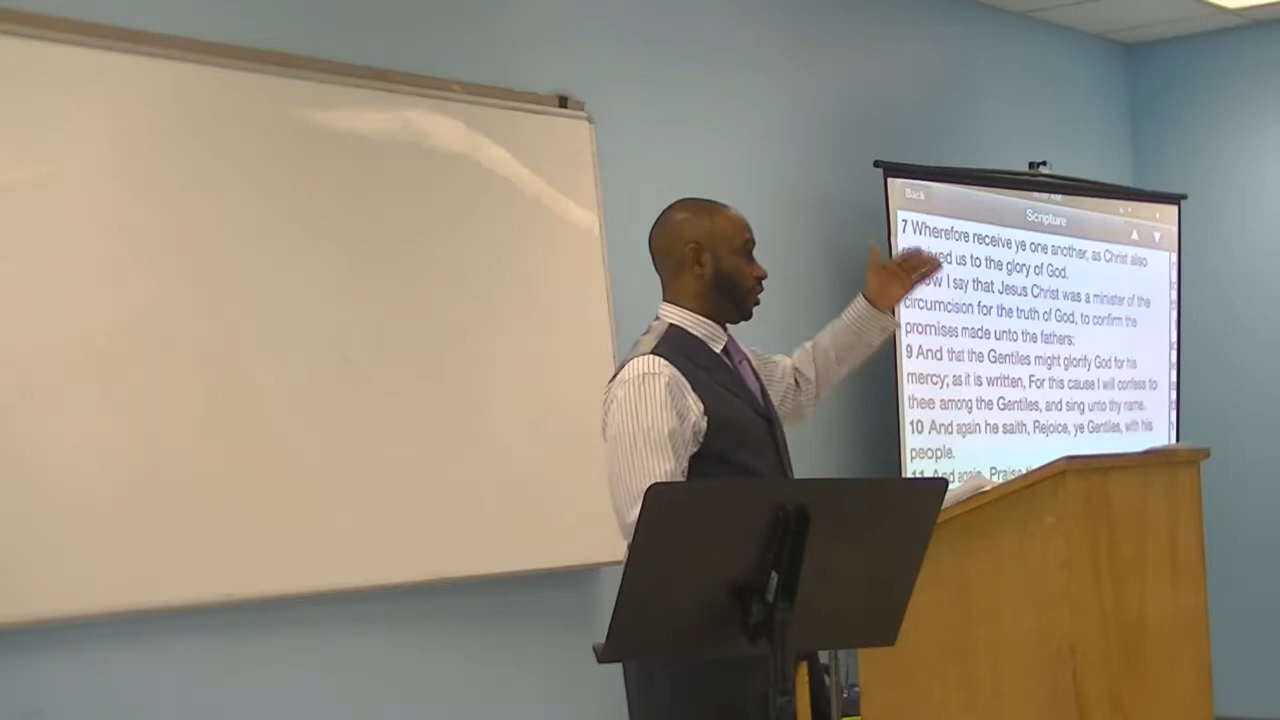 Back
Scripture
7 Wherefore receive ye one another, as Christ also
us to the glory of God.
I say that Jesus Christ was a minister of the
circumcision for the truth of God, to confirm the
promises made unto the fathers:
9 And that the Gentiles might glorify God for his
mercy; as it is written, For this cause I will confess to
thee among the Gentiles, and sing unto thy name.
10 And again he saith, Rejoice, ye Gentiles, with his
people.
11 And again, Praise